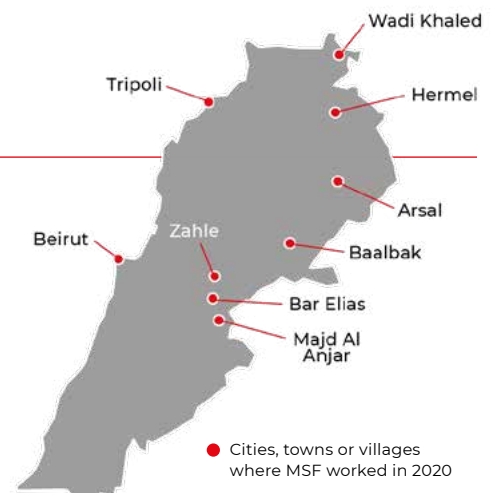 Wadi Khaled
Tripoli
Hermel
Arsal
Zahle
Beirut
Baalbak
Bar Elias
Majd Al
Anjar
Cities, towns or villages
where MSF worked in 2020